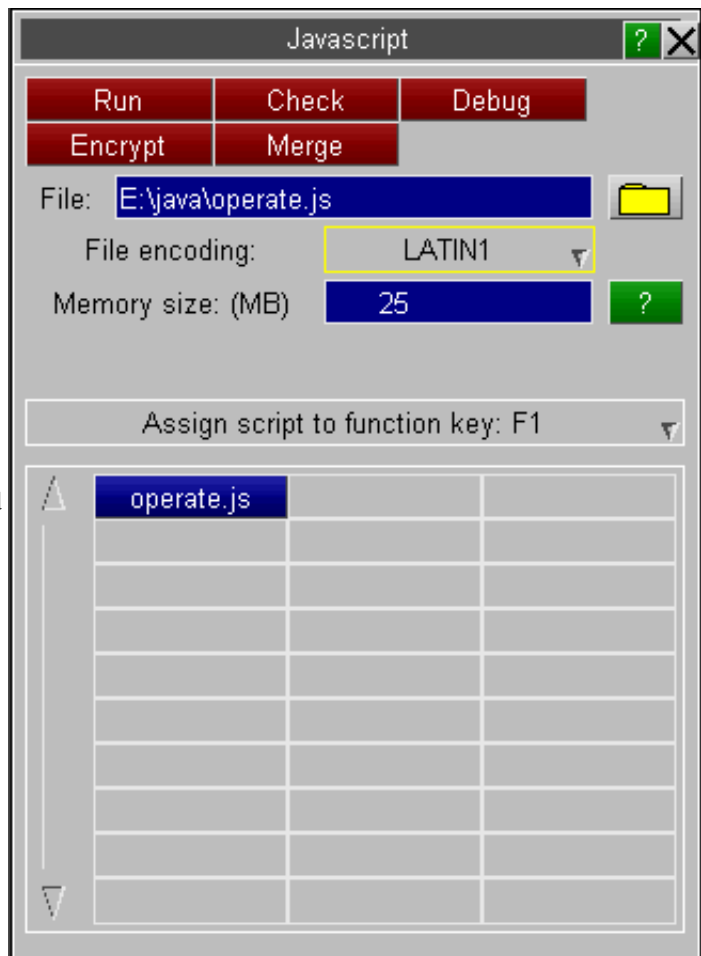 Javascript ?
Run Check Debug
Encrypt Merge
File: E:\java\operate.js
File encoding: LATIN1
Memory size: (MB) 25 ?
Assign script to function key: F1
operate.js